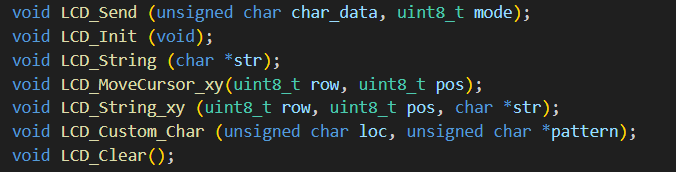 void LCD_Send (unsigned char char_data, uint8_t mode);
void LCD_Init (void);
void LCD_String (char *str);
void LCD_MoveCursor_xy(uint8_t row, uint8_t pos);
void LCD_String_xy (uint8_t row, uint8_t pos, char *str);
void LCD_Custom_Char (unsigned char loc, unsigned char *pattern);
void LCD_Clear();